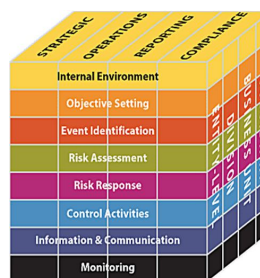 STRATEGIC
OPERATIONS
REPORTING
COMPLIANCE
Internal Environment
Objective Setting
Event Identification
Risk Assessment
Risk Response
Control Activities
Information & Communication
Monitoring
ENTITY-LEVEL
DIVISION
BUSINESS UNIT